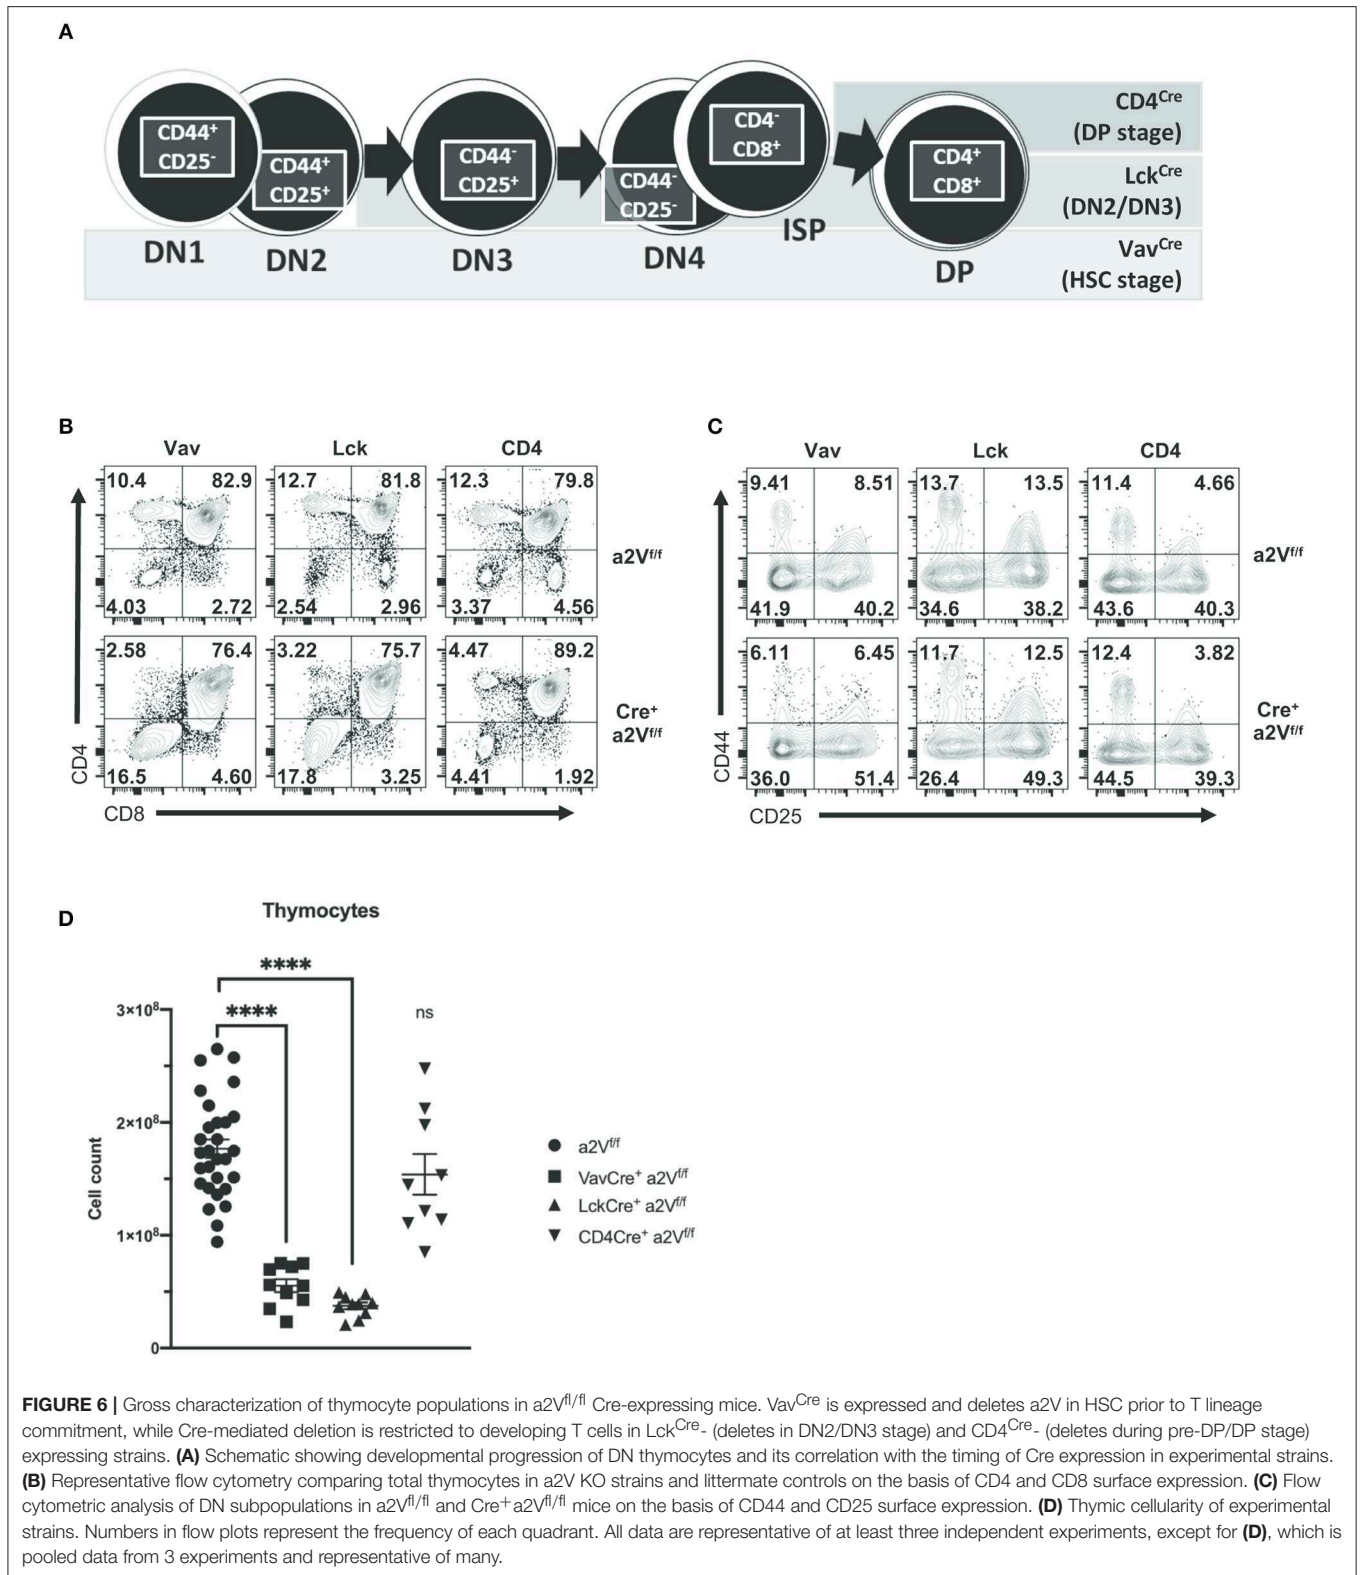 A
CD44+
CD25-
CD44+
CD25+
CD44-
CD25+
CD44-
CD25-
CD4-
CD8+
CD4+
CD8+
DN1
DN2
DN3
DN4
ISP
DP
CD4Cre
(DP stage)
LckCre
(DN2/DN3)
VavCre
(HSC stage)
B
Vav Lck CD4
10.4 82.9 12.7 81.8 12.3 79.8
a2Vf/f
4.03 2.72 2.54 2.96 3.37 4.56
2.58 76.4 3.22 75.7 4.47 89.2
Cre+
a2Vf/f
16.5 4.60 17.8 3.25 4.41 1.92
CD4
CD8
C
Vav Lck CD4
9.41 8.51 13.7 13.5 11.4 4.66
a2Vf/f
41.9 40.2 34.6 38.2 43.6 40.3
6.11 6.45 11.7 12.5 12.4 3.82
Cre+
a2Vf/f
36.0 51.4 26.4 49.3 44.5 39.3
CD44
CD25
D
Thymocytes
****
****
ns
3×10⁸
2×10⁸
1×10⁸
0
Cell count
a2Vf/f
VavCre+ a2Vf/f
LckCre+ a2Vf/f
CD4Cre+ a2Vf/f
FIGURE 6 | Gross characterization of thymocyte populations in a2Vfl/fl Cre-expressing mice. VavCre is expressed and deletes a2V in HSC prior to T lineage
commitment, while Cre-mediated deletion is restricted to developing T cells in LckCre- (deletes in DN2/DN3 stage) and CD4Cre- (deletes during pre-DP/DP stage)
expressing strains. (A) Schematic showing developmental progression of DN thymocytes and its correlation with the timing of Cre expression in experimental strains.
(B) Representative flow cytometry comparing total thymocytes in a2V KO strains and littermate controls on the basis of CD4 and CD8 surface expression. (C) Flow
cytometric analysis of DN subpopulations in a2Vfl/fl and Cre+a2Vfl/fl mice on the basis of CD44 and CD25 surface expression. (D) Thymic cellularity of experimental
strains. Numbers in flow plots represent the frequency of each quadrant. All data are representative of at least three independent experiments, except for (D), which is
pooled data from 3 experiments and representative of many.